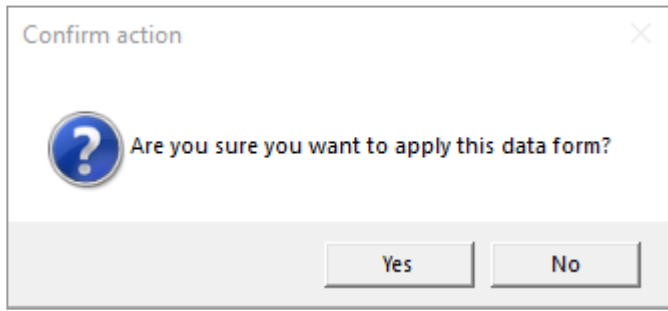 Confirm action
Are you sure you want to apply this data form?
Yes
No